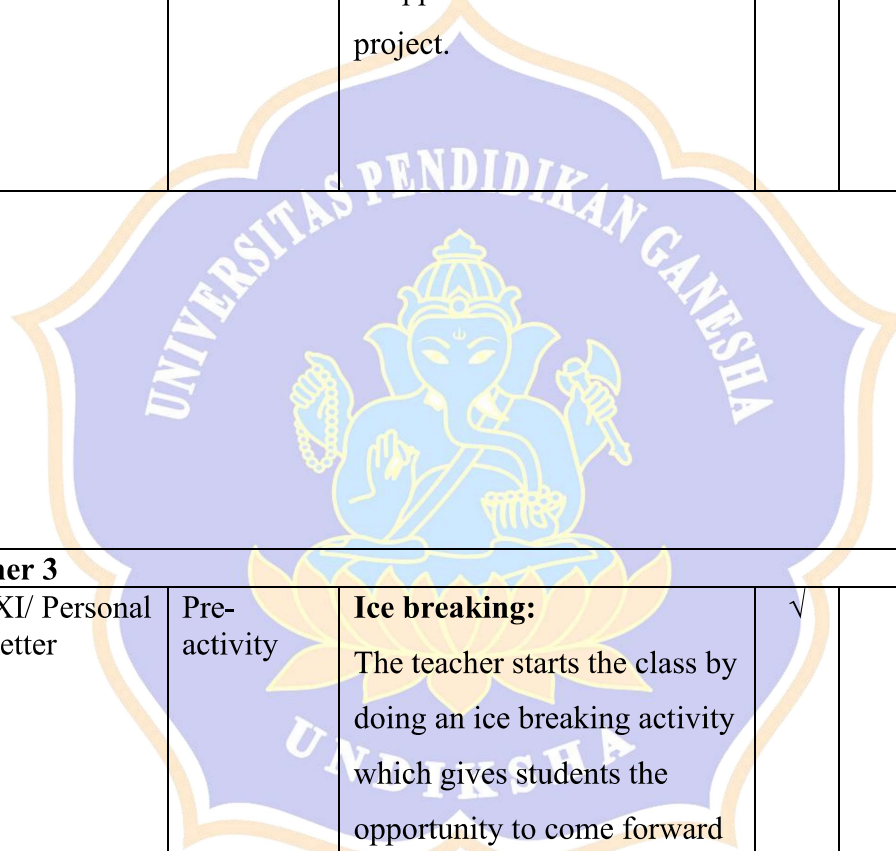 project.
UNIVERSITAS PENDIDIKAN GANESHA
er 3
XI/ Personal
etter
Pre-
activity
Ice breaking:
The teacher starts the class by
doing an ice breaking activity
which gives students the
opportunity to come forward
√
UNDIKSHA